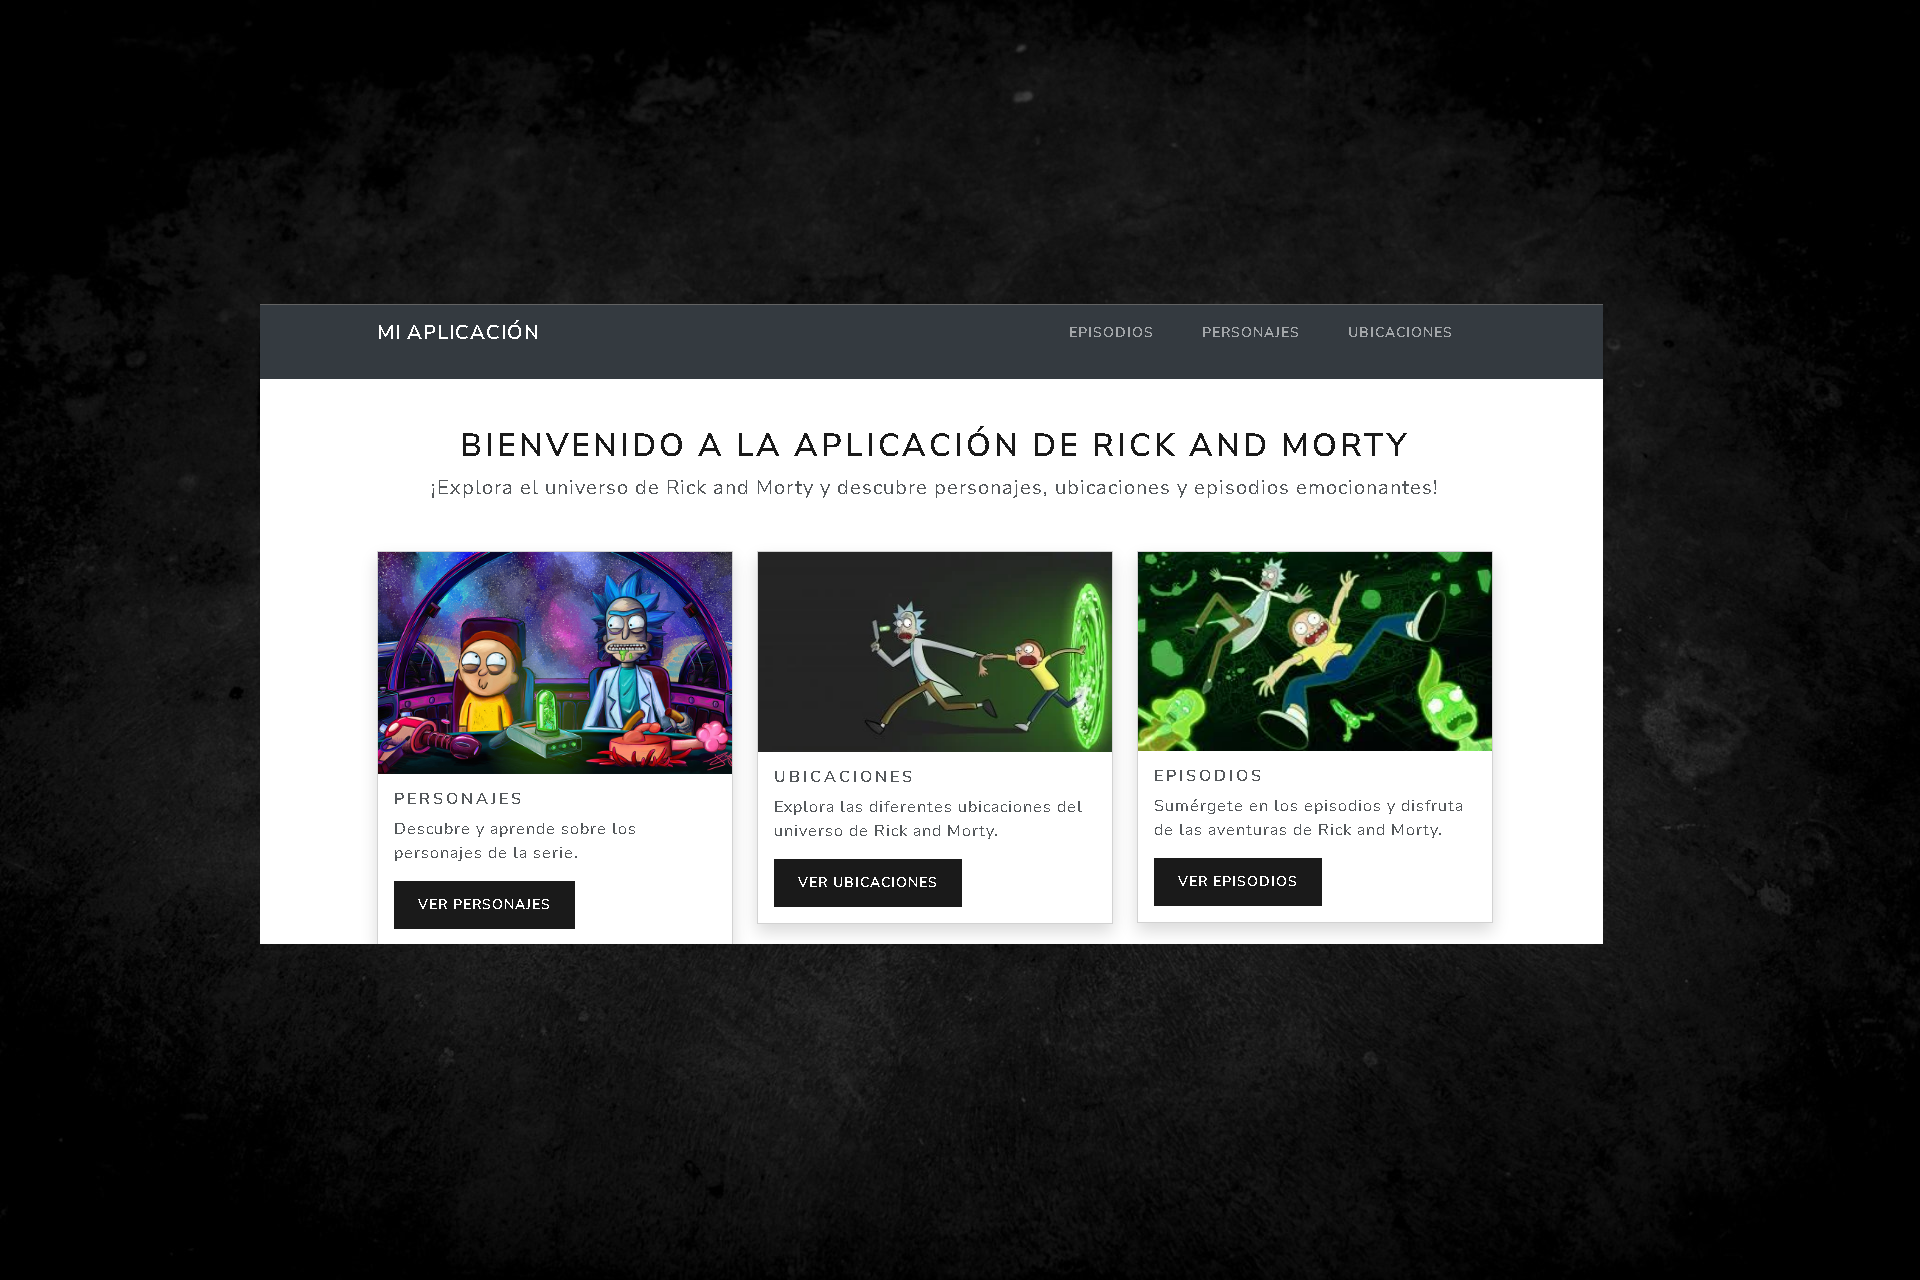 MI APLICACIÓN
EPISODIOS PERSONAJES UBICACIONES
BIENVENIDO A LA APLICACIÓN DE RICK AND MORTY
¡Explora el universo de Rick and Morty y descubre personajes, ubicaciones y episodios emocionantes!
PERSONAJES
Descubre y aprende sobre los
personajes de la serie.
VER PERSONAJES
UBICACIONES
Explora las diferentes ubicaciones del
universo de Rick and Morty.
VER UBICACIONES
EPISODIOS
Sumérgete en los episodios y disfruta
de las aventuras de Rick and Morty.
VER EPISODIOS